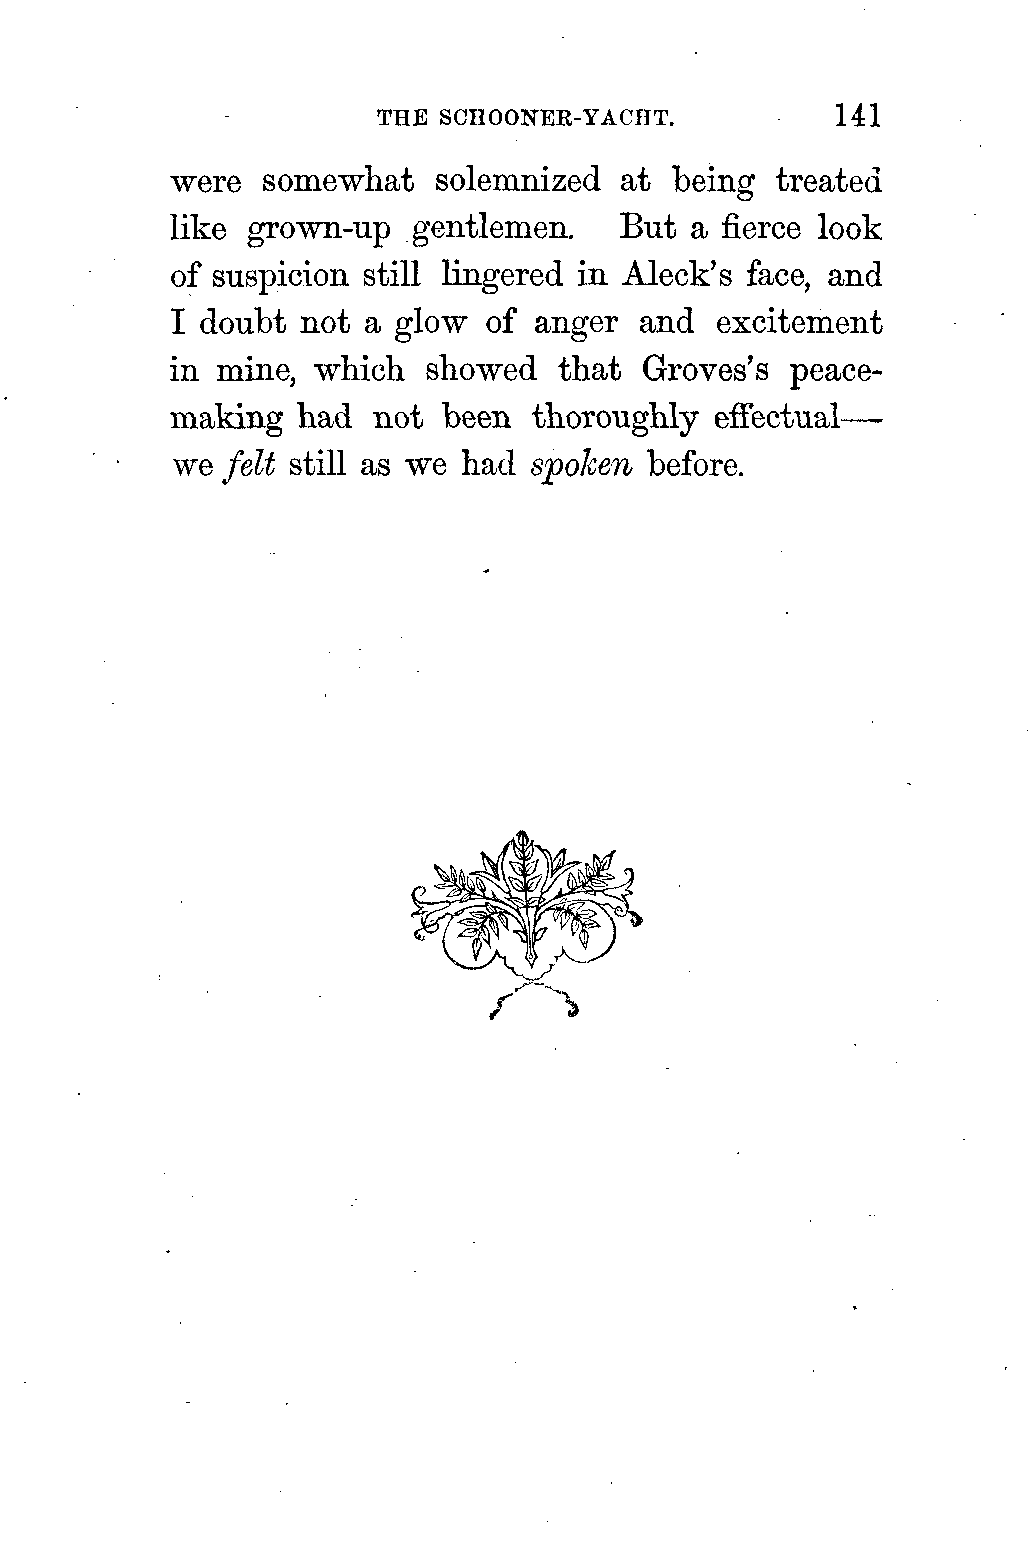 THE SCHOONER-YACHT. 141
were somewhat solemnized at being treated
like grown-up gentlemen. But a fierce look
of suspicion still lingered in Aleck's face, and
I doubt not a glow of anger and excitement
in mine, which showed that Groves's peace-
making had not been thoroughly effectual—
we felt still as we had spoken before.